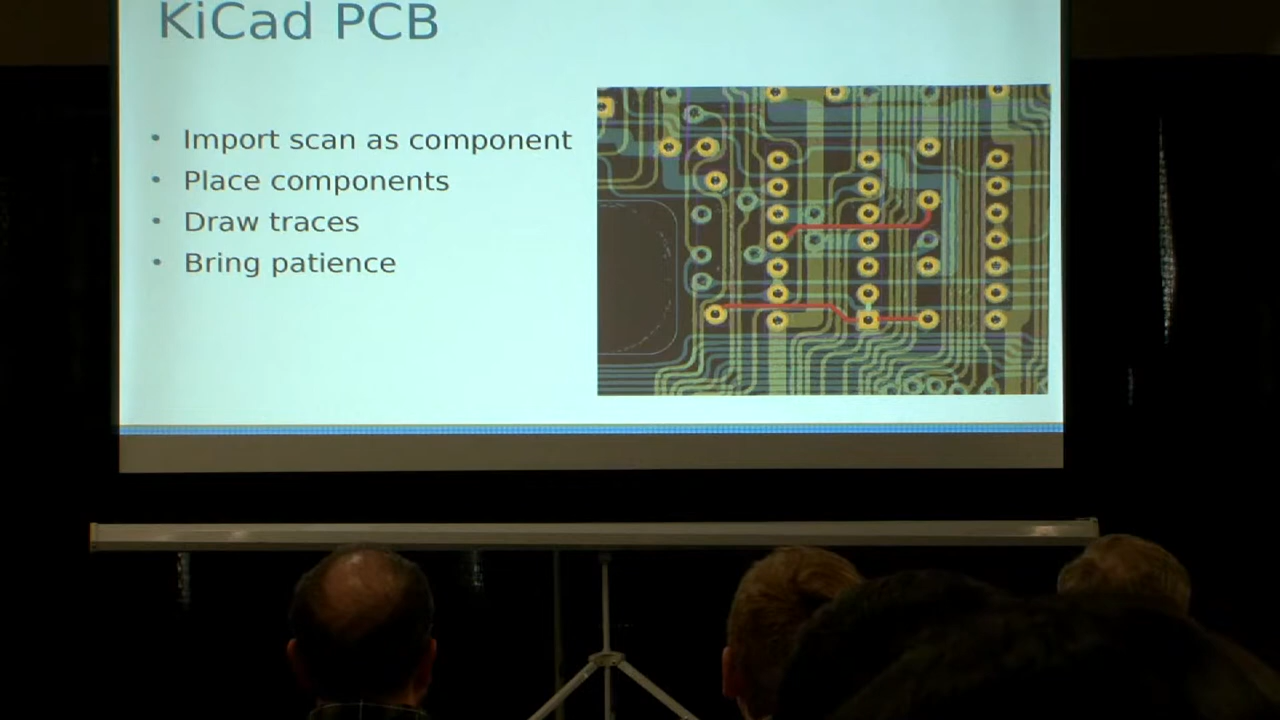 KiCad PCB
• Import scan as component
• Place components
• Draw traces
• Bring patience